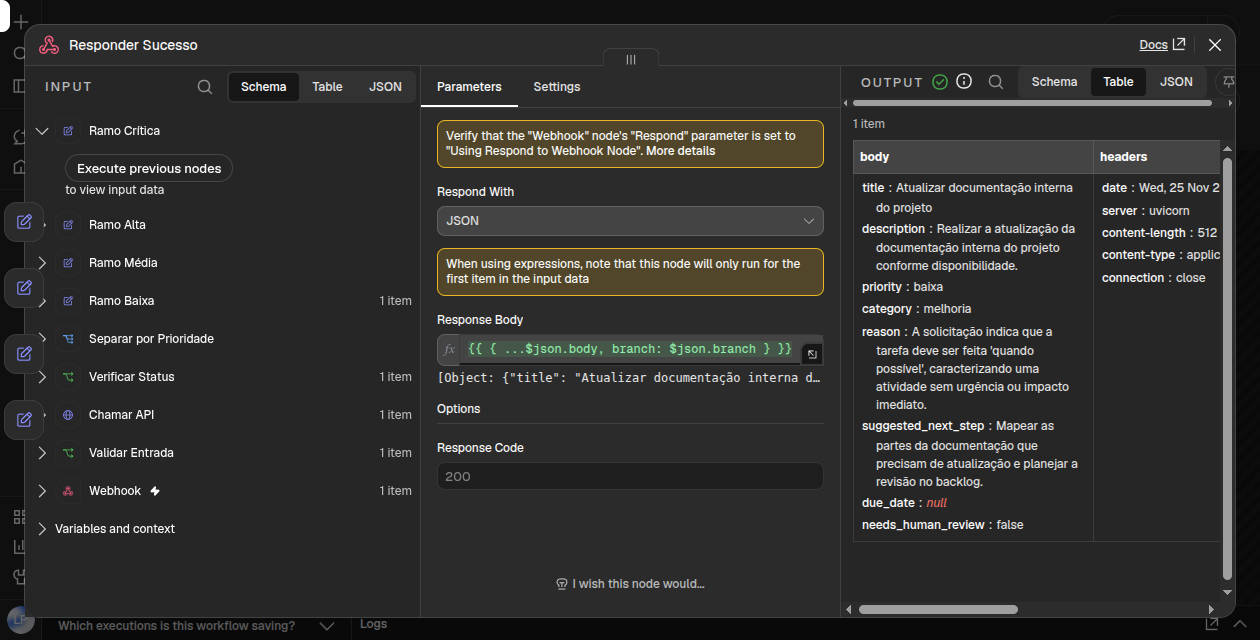 Responder Sucesso
Docs
INPUT
Schema
Table
JSON
Ramo Crítica
Execute previous nodes
to view input data
Ramo Alta
Ramo Média
Ramo Baixa
1 item
Separar por Prioridade
Verificar Status
1 item
Chamar API
1 item
Validar Entrada
1 item
Webhook
1 item
Variables and context
Parameters
Settings
Verify that the "Webhook" node's "Respond" parameter is set to
"Using Respond to Webhook Node". More details
Respond With
JSON
When using expressions, note that this node will only run for the
first item in the input data
Response Body
fx
{{ { ...$json.body, branch: $json.branch } }}
[Object: {"title": "Atualizar documentação interna d…
Options
Response Code
200
I wish this node would...
OUTPUT
Schema
Table
JSON
1 item
body
headers
title : Atualizar documentação interna
do projeto
description : Realizar a atualização da
documentação interna do projeto
conforme disponibilidade.
priority : baixa
category : melhoria
reason : A solicitação indica que a
tarefa deve ser feita 'quando
possível', caracterizando uma
atividade sem urgência ou impacto
imediato.
suggested_next_step : Mapear as
partes da documentação que
precisam de atualização e planejar a
revisão no backlog.
due_date : null
needs_human_review : false
date : Wed, 25 Nov 2
server : uvicorn
content-length : 512
content-type : applic
connection : close
LP
Which executions is this workflow saving?
Logs